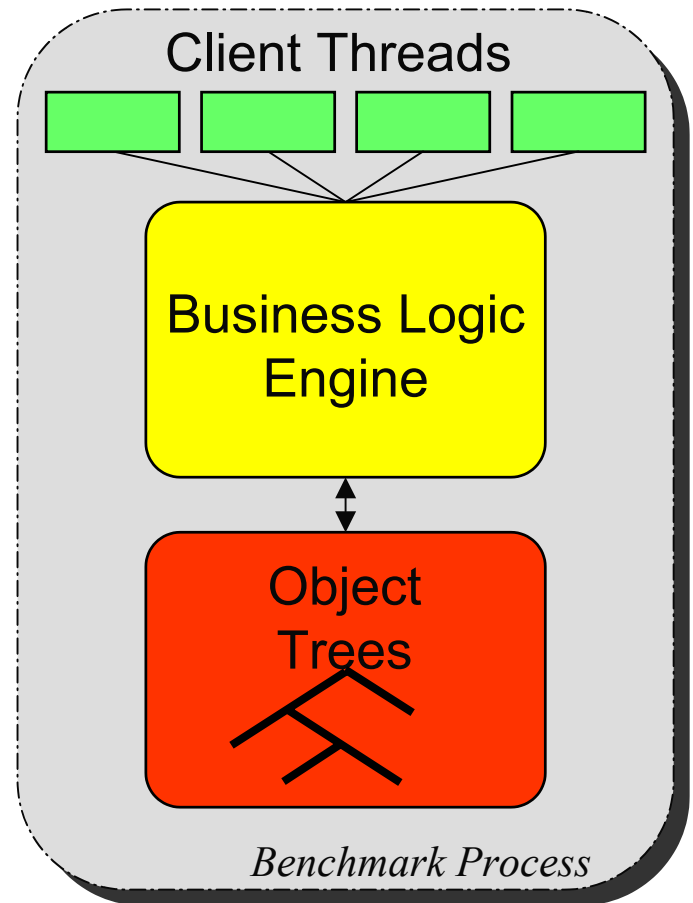 Client Threads
Business Logic
Engine
Object
Trees
Benchmark Process